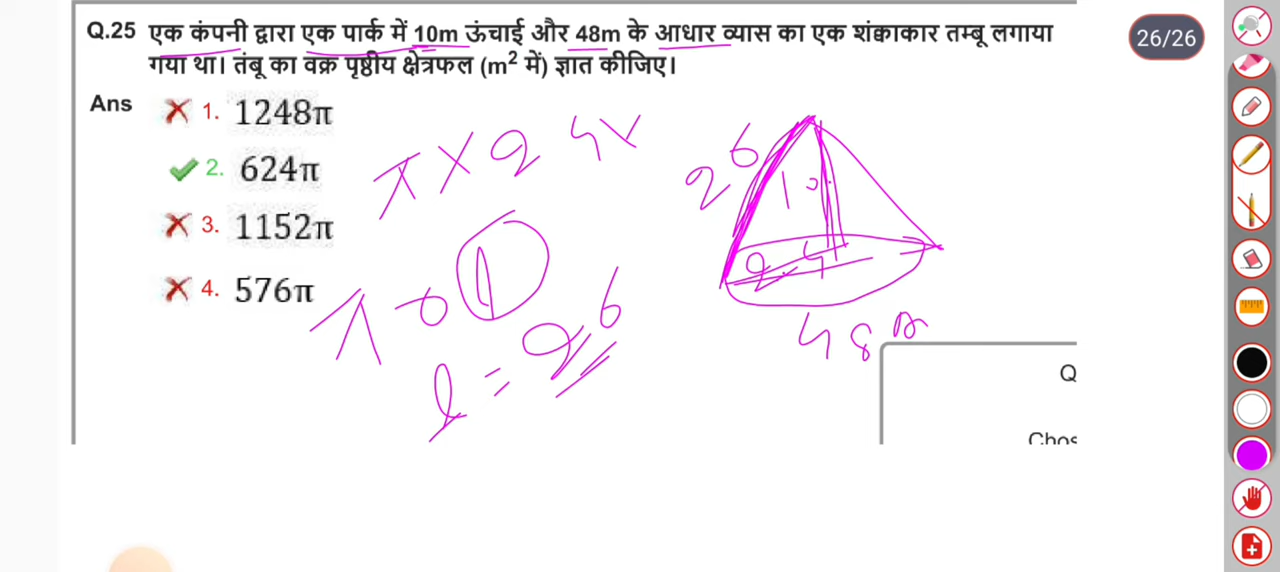 Q.25 एक कंपनी द्वारा एक पार्क में 10m ऊंचाई और 48m के आधार व्यास का एक शंक्वाकार तम्बू लगाया
गया था। तंबू का वक्र पृष्ठीय क्षेत्रफल (m² में) ज्ञात कीजिए।
26/26
Ans
1. 1248π
2. 624π
3. 1152π
4. 576π
π × 24 ×
π r l
l = 26
26
10
24
48 m
Q
Chos